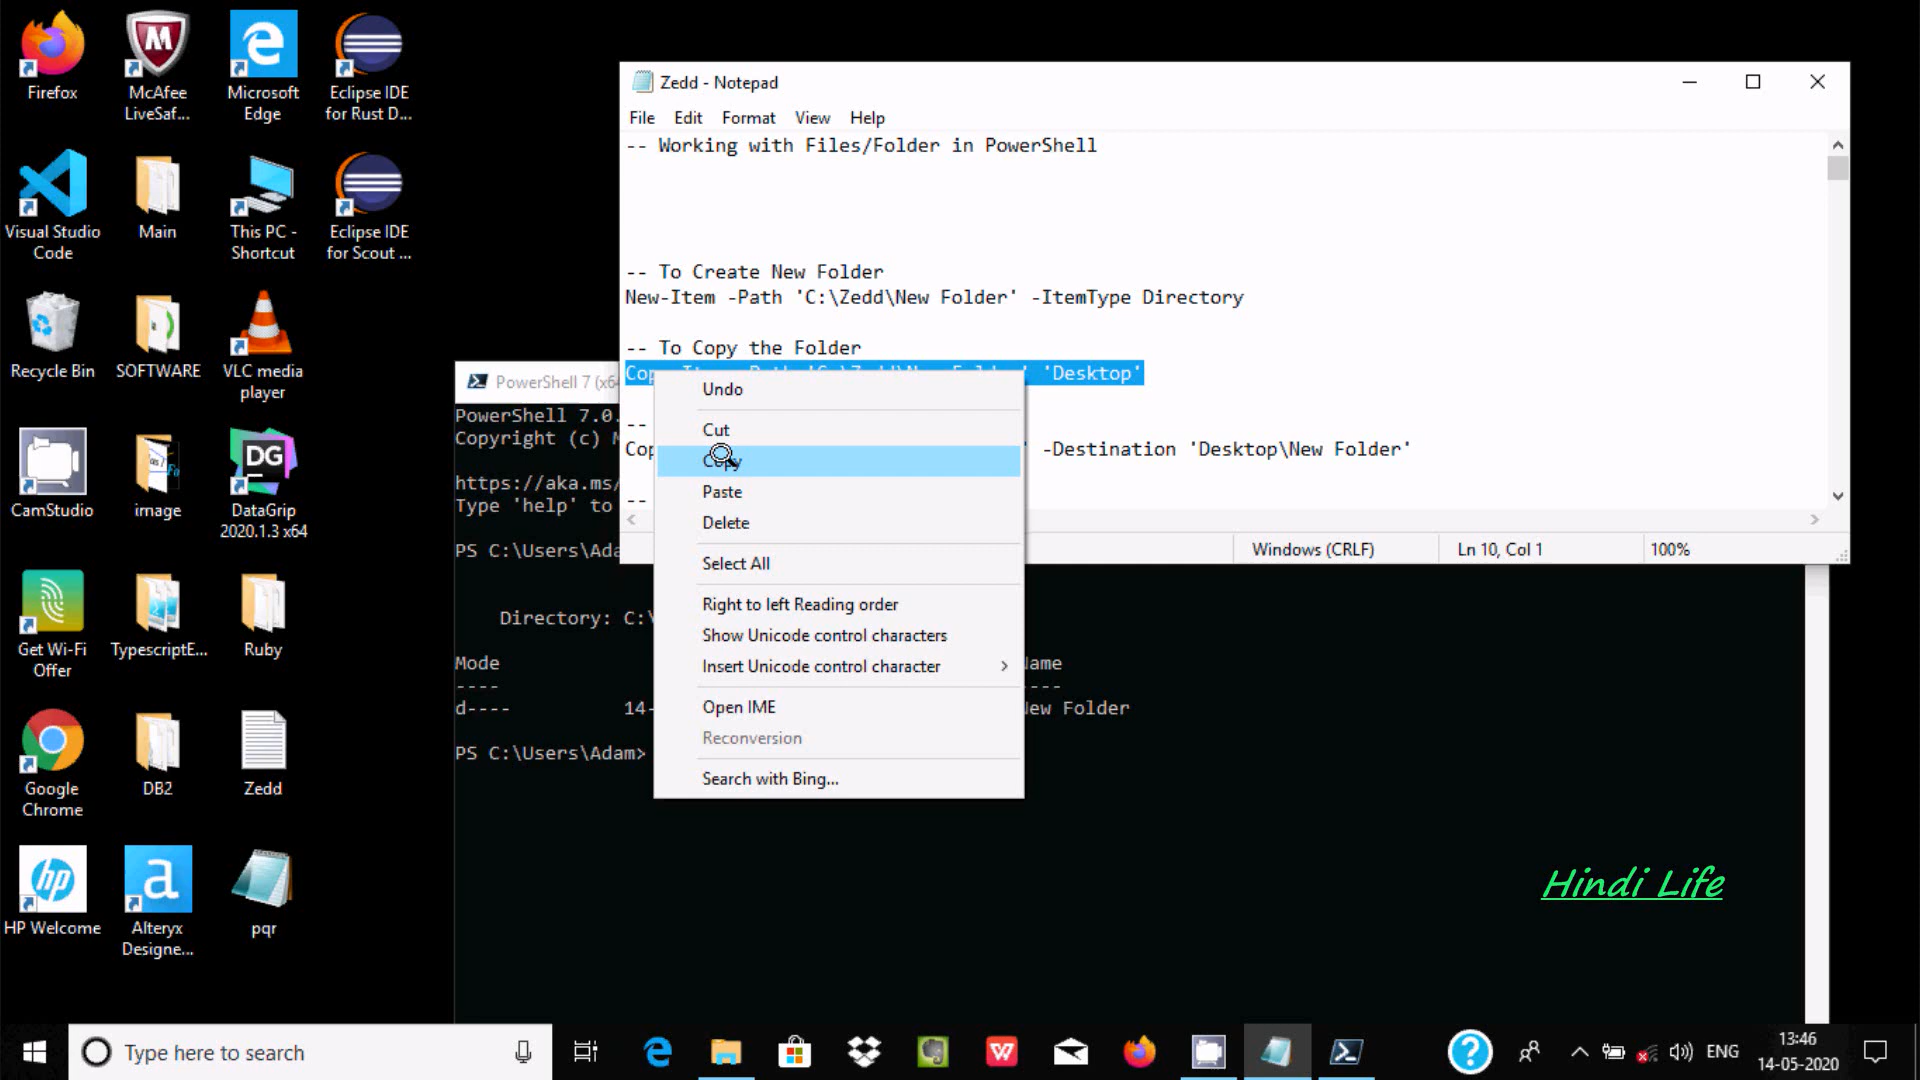 Firefox
McAfee
LiveSaf...
Microsoft
Edge
Eclipse IDE
for Rust D...
Visual Studio
Code
Main
This PC -
Shortcut
Eclipse IDE
for Scout ...
Recycle Bin
SOFTWARE
VLC media
player
CamStudio
image
DataGrip
2020.1.3 x64
Get Wi-Fi
Offer
TypescriptE...
Ruby
Google
Chrome
DB2
Zedd
HP Welcome
Alteryx
Designe...
pqr
Zedd - Notepad
File Edit Format View Help
-- Working with Files/Folder in PowerShell
-- To Create New Folder
New-Item -Path 'C:\Zedd\New Folder' -ItemType Directory
-- To Copy the Folder
'Desktop'
--
-Destination 'Desktop\New Folder'
--
Windows (CRLF) Ln 10, Col 1 100%
Undo
Cut
Copy
Paste
Delete
Select All
Right to left Reading order
Show Unicode control characters
Insert Unicode control character
Open IME
Reconversion
Search with Bing...
PowerShell 7 (x6
PowerShell 7.0.
Copyright (c)
https://aka.ms/
Type 'help' to
PS C:\Users\Ada
Directory: C:\
Mode Name
---- ----
d---- 14- New Folder
PS C:\Users\Adam>
Hindi Life
Type here to search
ENG
13:46
14-05-2020